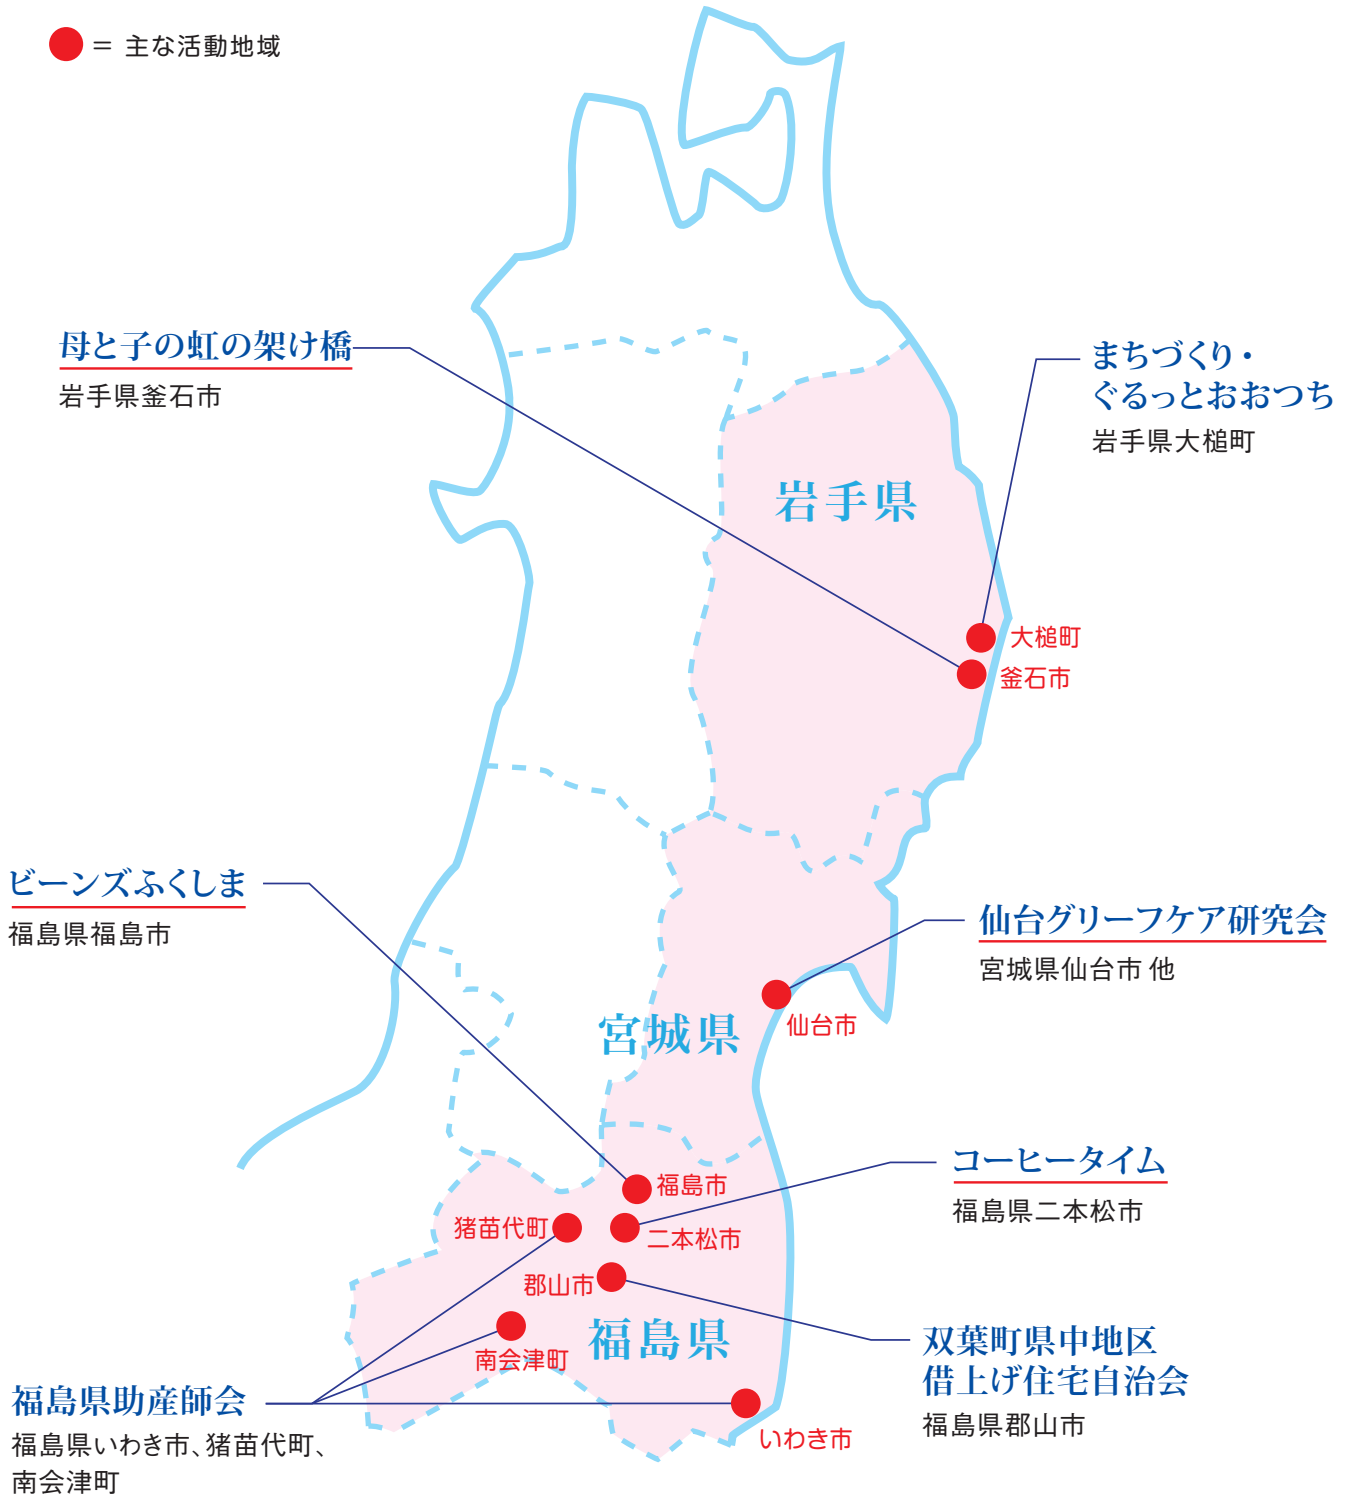 = 主な活動地域
母と子の虹の架け橋
岩手県釜石市
まちづくり・
ぐるっとおおつち
岩手県大槌町
岩手県
大槌町
釜石市
ビーンズふくしま
福島県福島市
仙台グリーフケア研究会
宮城県仙台市 他
仙台市
宮城県
コーヒータイム
福島県二本松市
福島市
猪苗代町
二本松市
郡山市
福島県
南会津町
双葉町県中地区
借上げ住宅自治会
福島県郡山市
福島県助産師会
福島県いわき市、猪苗代町、
南会津町
いわき市